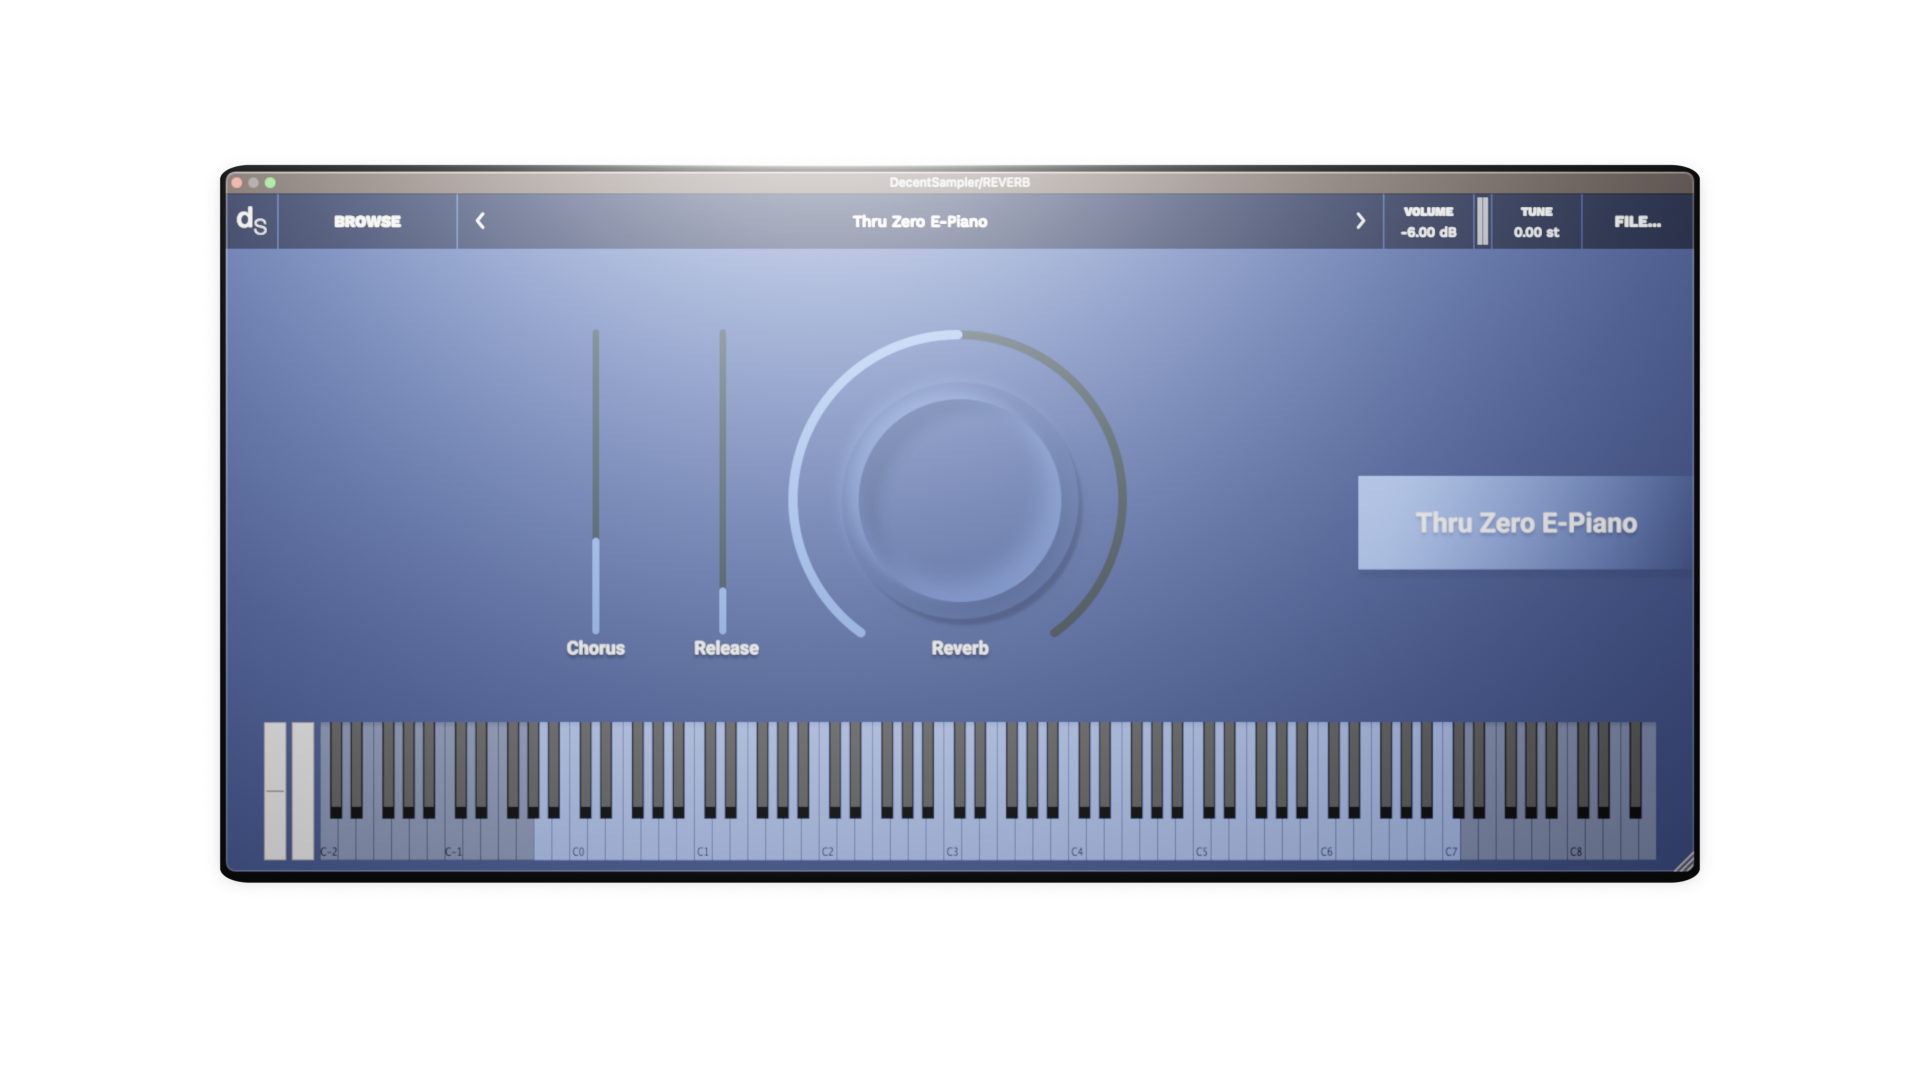 DecentSampler/REVERB
ds
BROWSE
Thru Zero E-Piano
VOLUME
-6.00 dB
TUNE
0.00 st
FILE...
Thru Zero E-Piano
Chorus
Release
Reverb
C-2 C-1 C0 C1 C2 C3 C4 C5 C6 C7 C8